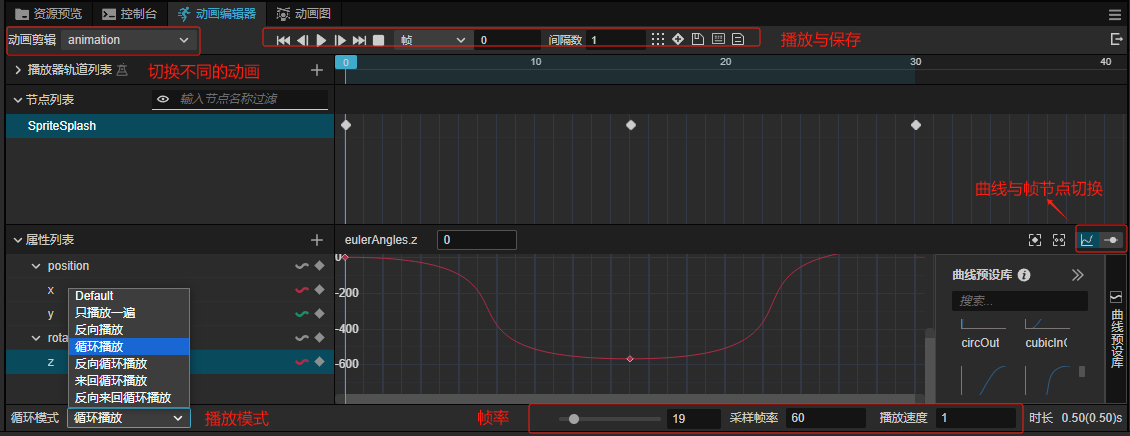 资源预览 控制台 动画编辑器 动画图
动画剪辑 animation 帧 0 间隔数 1 播放与保存
播放器轨道列表 切换不同的动画 0 10 20 30 40
节点列表 输入节点名称过滤
SpriteSplash
曲线与帧节点切换
属性列表 eulerAngles.z 0
position 0 曲线预设库
x -200 搜索...
y -400 circOut cubicInO
rota
z -600
曲线预设库
Default
只播放一遍
反向播放
循环播放
反向循环播放
来回循环播放
反向来回循环播放
循环模式 循环播放 播放模式 帧率 19 采样帧率 60 播放速度 1 时长 0.50(0.50)s